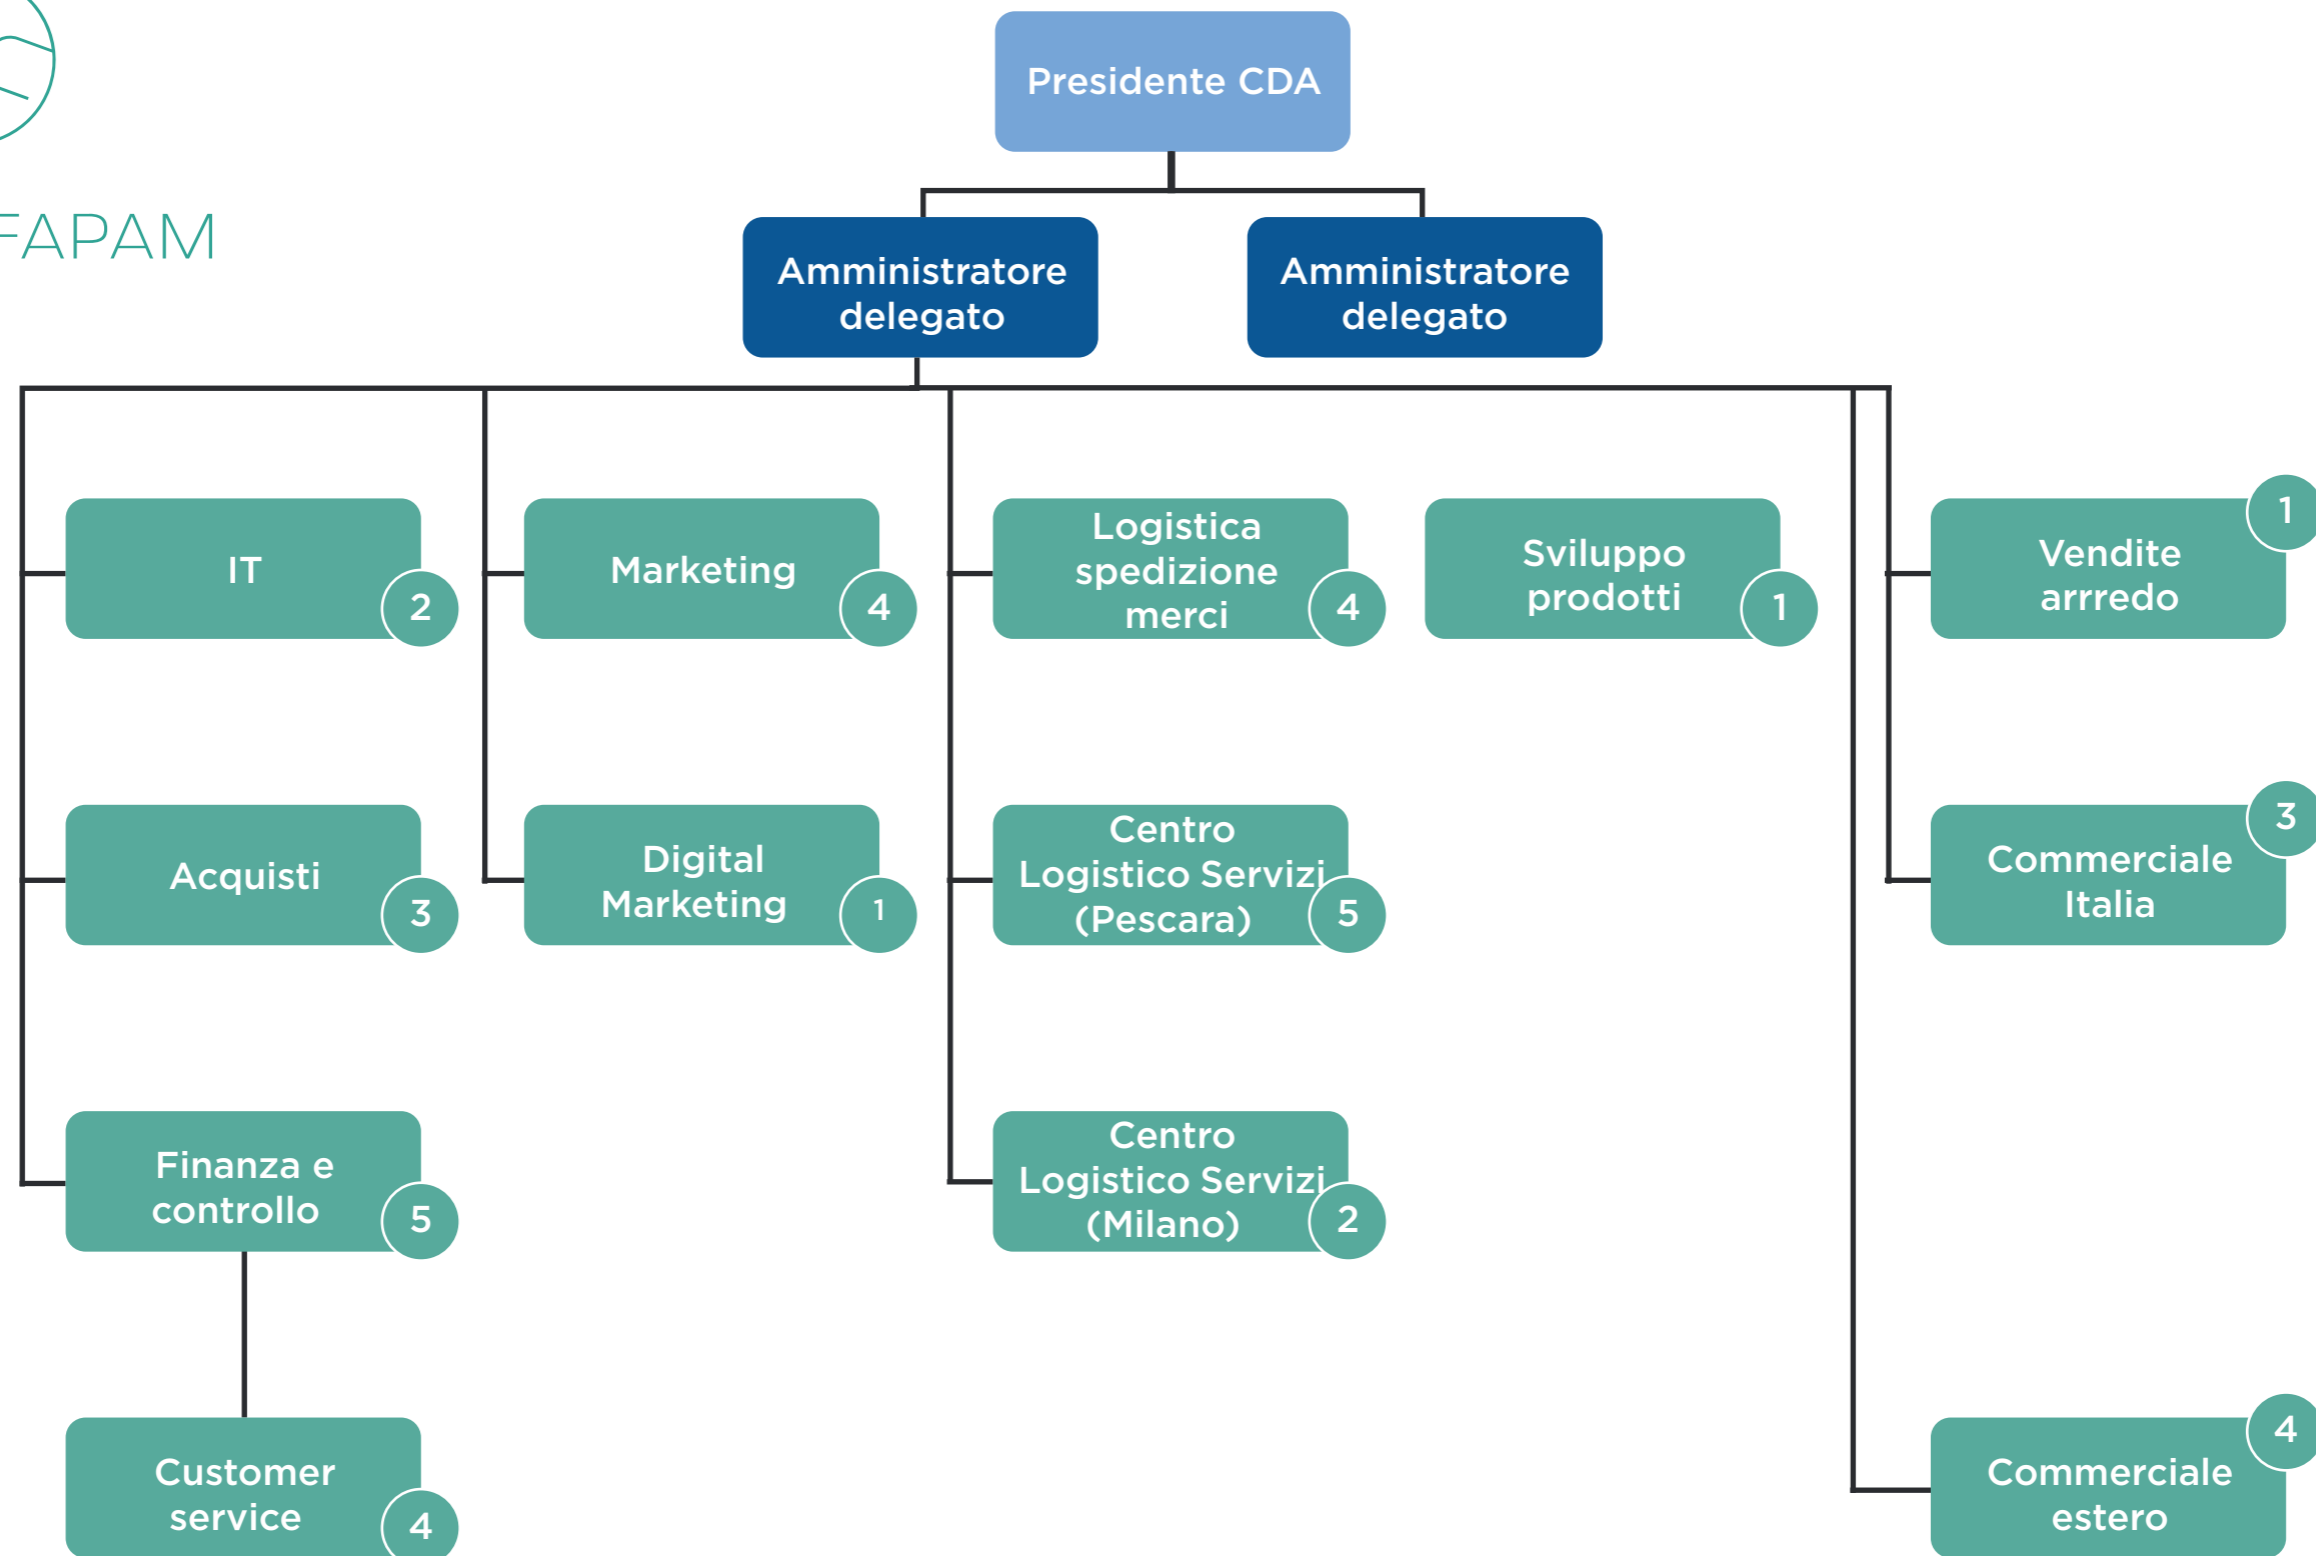 Presidente CDA
FAPAM
Amministratore
delegato
Amministratore
delegato
IT
2
Marketing
4
Logistica
spedizione
merci
4
Sviluppo
prodotti
1
Vendite
arrredo
1
Acquisti
3
Digital
Marketing
1
Centro
Logistico Servizi
(Pescara)
5
Commerciale
Italia
3
Finanza e
controllo
5
Centro
Logistico Servizi
(Milano)
2
Customer
service
4
Commerciale
estero
4